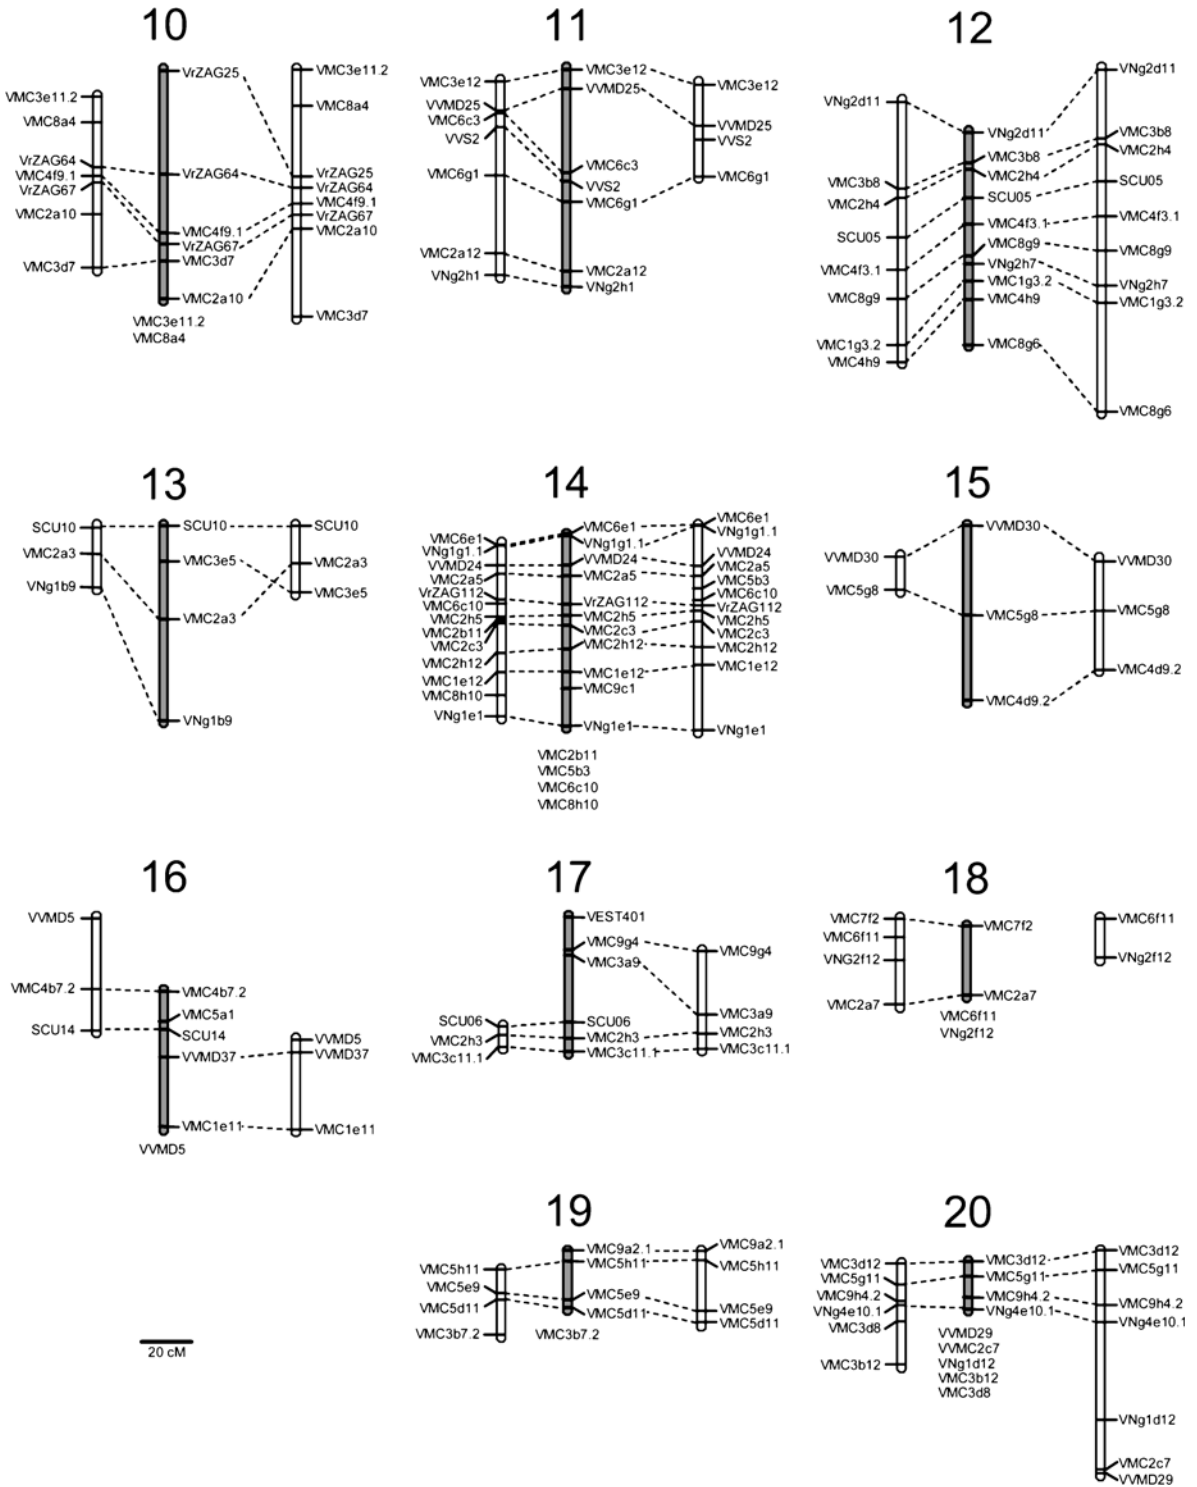 10
VMC3e11.2
VMC8a4
VrZAG64
VMC4f9.1
VrZAG67
VMC2a10
VMC3d7
VrZAG25
VrZAG64
VMC4f9.1
VrZAG67
VMC3d7
VMC2a10
VMC3e11.2
VMC8a4
VMC3e11.2
VMC8a4
VrZAG25
VrZAG64
VMC4f9.1
VrZAG67
VMC2a10
VMC3d7
11
VMC3e12
VVMD25
VMC6c3
VVS2
VMC6g1
VMC2a12
VNg2h1
VMC3e12
VVMD25
VMC6c3
VVS2
VMC6g1
VMC2a12
VNg2h1
VMC3e12
VVMD25
VVS2
VMC6g1
12
VNg2d11
VMC3b8
VMC2h4
SCU05
VMC4f3.1
VMC8g9
VMC1g3.2
VMC4h9
VNg2d11
VMC3b8
VMC2h4
SCU05
VMC4f3.1
VMC8g9
VNg2h7
VMC1g3.2
VMC4h9
VMC8g6
VNg2d11
VMC3b8
VMC2h4
SCU05
VMC4f3.1
VMC8g9
VNg2h7
VMC1g3.2
VMC8g6
13
SCU10
VMC2a3
VNg1b9
SCU10
VMC3e5
VMC2a3
VNg1b9
SCU10
VMC2a3
VMC3e5
14
VMC6e1
VNg1g1.1
VVMD24
VMC2a5
VrZAG112
VMC6c10
VMC2h5
VMC2b11
VMC2c3
VMC2h12
VMC1e12
VMC8h10
VNg1e1
VMC6e1
VNg1g1.1
VVMD24
VMC2a5
VrZAG112
VMC2h5
VMC2c3
VMC2h12
VMC1e12
VMC9c1
VNg1e1
VMC2b11
VMC5b3
VMC6c10
VMC8h10
VMC6e1
VNg1g1.1
VVMD24
VMC2a5
VMC5b3
VMC6c10
VrZAG112
VMC2h5
VMC2c3
VMC2h12
VMC1e12
VNg1e1
15
VVMD30
VMC5g8
VVMD30
VMC5g8
VMC4d9.2
VVMD30
VMC5g8
VMC4d9.2
16
VVMD5
VMC4b7.2
SCU14
VMC4b7.2
VMC5a1
SCU14
VVMD37
VMC1e11
VVMD5
VVMD5
VVMD37
VMC1e11
17
SCU06
VMC2h3
VMC3c11.1
VEST401
VMC9g4
VMC3a9
SCU06
VMC2h3
VMC3c11.1
VMC9g4
VMC3a9
VMC2h3
VMC3c11.1
18
VMC7f2
VMC6f11
VNG2f12
VMC2a7
VMC7f2
VMC2a7
VMC6f11
VNg2f12
VMC6f11
VNg2f12
19
VMC5h11
VMC5e9
VMC5d11
VMC3b7.2
VMC9a2.1
VMC5h11
VMC5e9
VMC5d11
VMC3b7.2
VMC9a2.1
VMC5h11
VMC5e9
VMC5d11
20
VMC3d12
VMC5g11
VMC9h4.2
VNg4e10.1
VMC3d8
VMC3b12
VMC3d12
VMC5g11
VMC9h4.2
VNg4e10.1
VVMD29
VVMC2c7
VNg1d12
VMC3b12
VMC3d8
VMC3d12
VMC5g11
VMC9h4.2
VNg4e10.1
VNg1d12
VMC2c7
VVMD29
20 cM